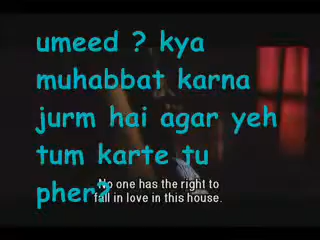 umeed ? kya
muhabbat karna
jurm hai agar yeh
tum karte tu
pher?
No one has the right to
fall in love in this house.